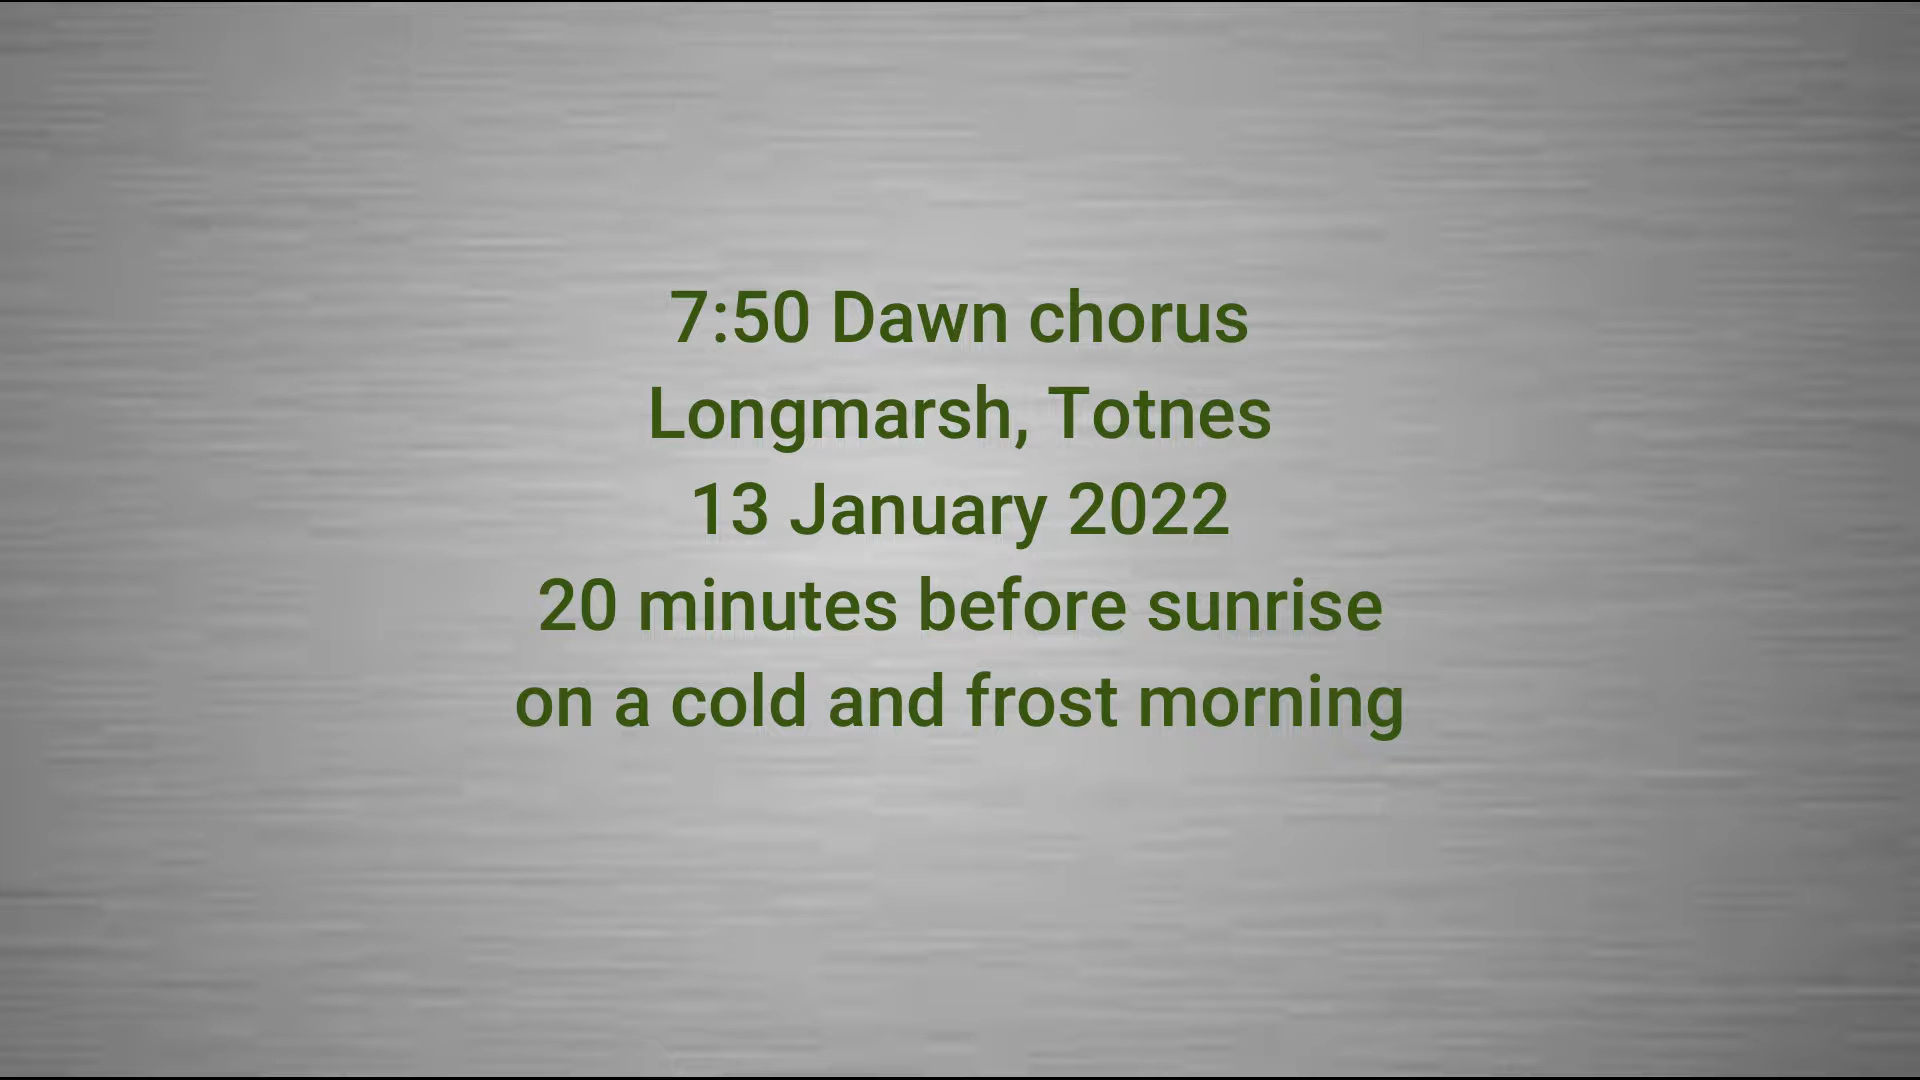 7:50 Dawn chorus
Longmarsh, Totnes
13 January 2022
20 minutes before sunrise
on a cold and frost morning